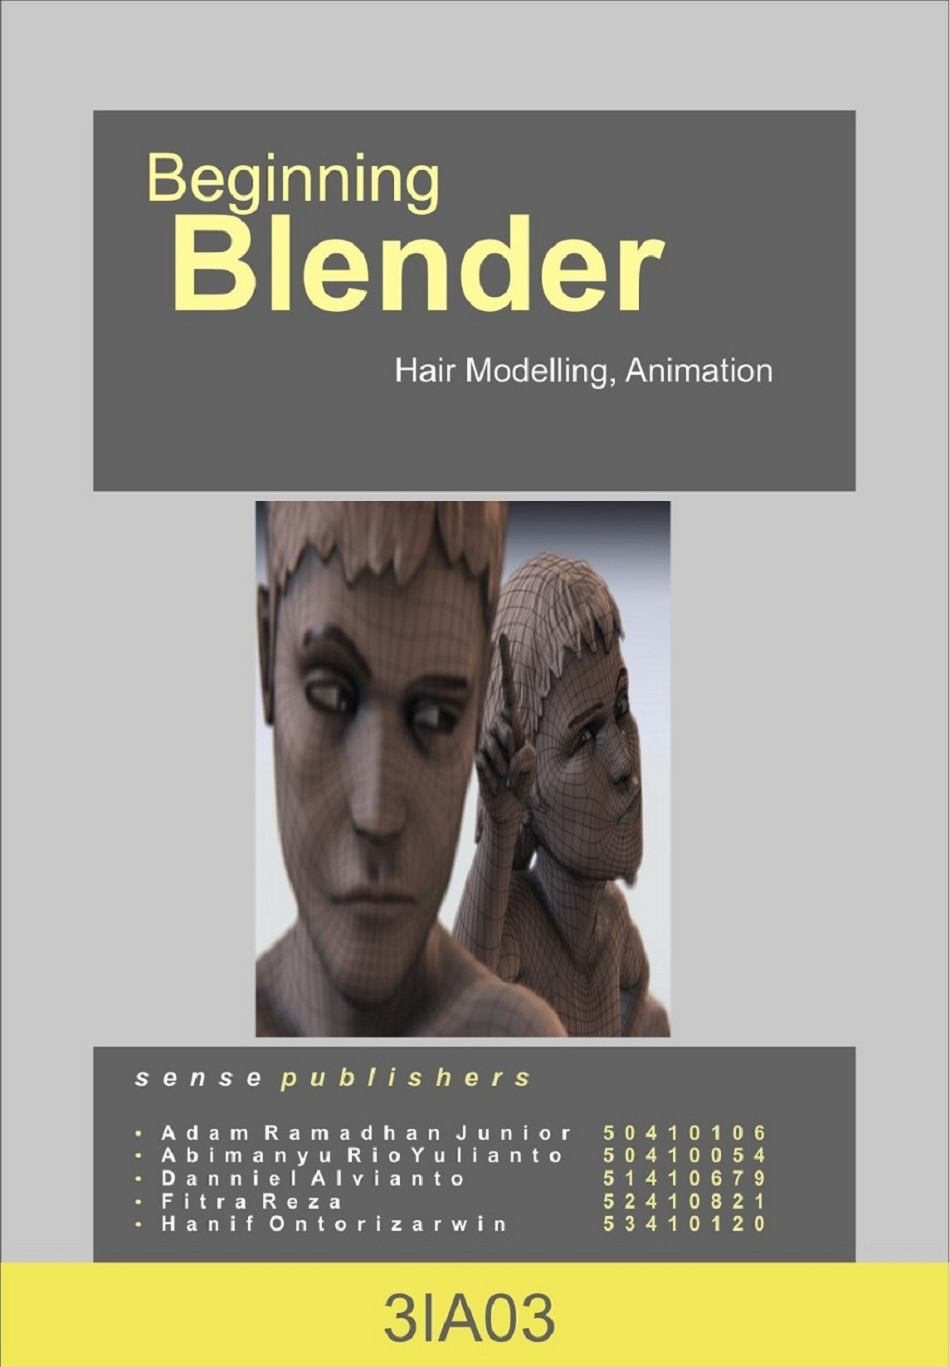 Beginning
Blender
Hair Modelling, Animation
sense publishers
• Adam Ramadhan Junior 50410106
• Abimanyu Rio Yulianto 50410054
• Danniel Alvianto 51410679
• Fitra Reza 52410821
• Hanif Ontorizarwin 53410120
3IA03